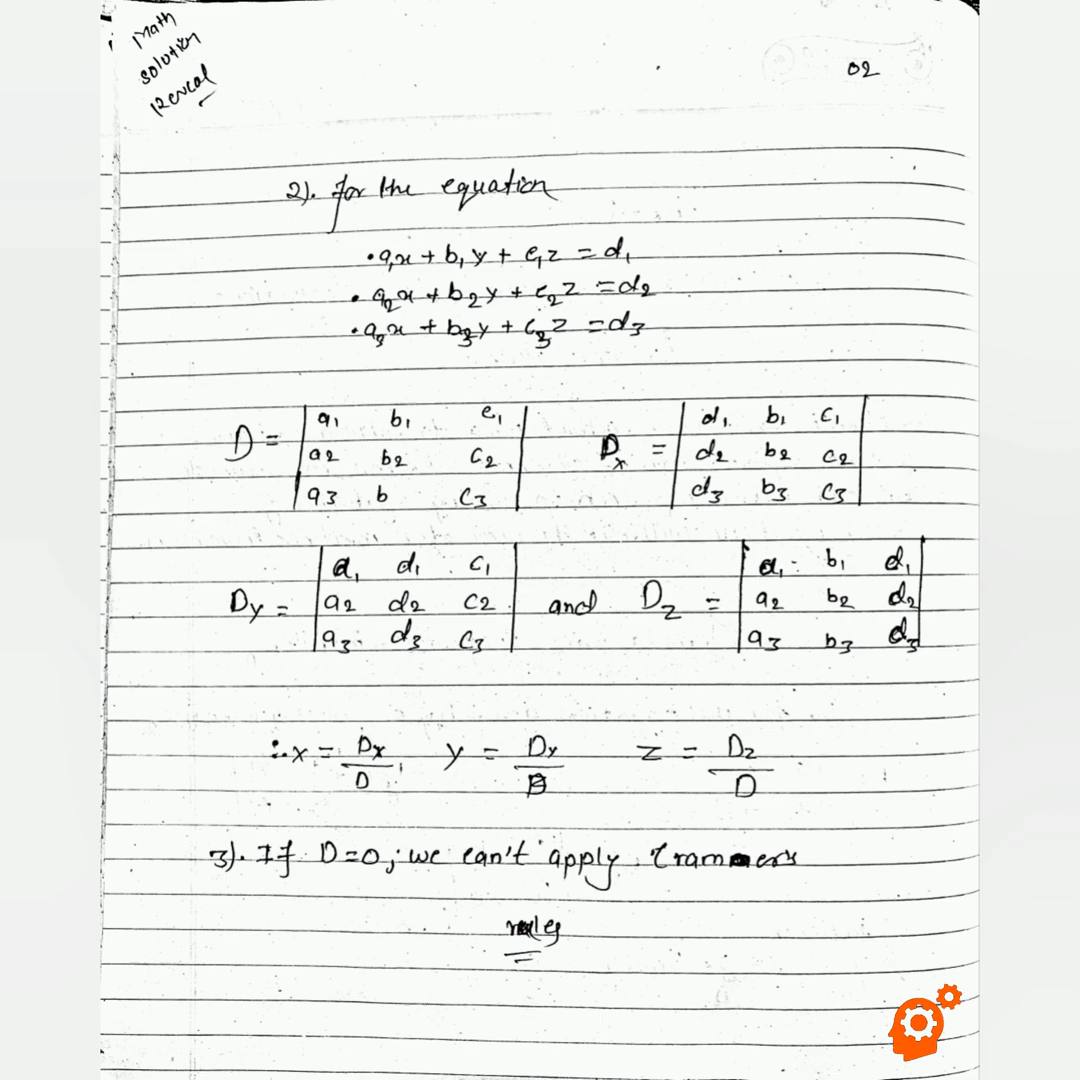 Math
solution
Reveal
02
2). for the equation
• a₁x + b₁y + c₁z = d₁
• a₂x + b₂y + c₂z = d₂
• a₃x + b₃y + c₃z = d₃
D = | a₁ b₁ c₁ | Dₓ = | d₁ b₁ c₁ |
| a₂ b₂ c₂ | | d₂ b₂ c₂ |
| a₃ b c₃ | | d₃ b₃ c₃ |
Dy = | a₁ d₁ c₁ | and Dz = | a₁ b₁ d₁ |
| a₂ d₂ c₂ | | a₂ b₂ d₂ |
| a₃ d₃ c₃ | | a₃ b₃ d₃ |
∴ x = Dx/D, y = Dy/D z = Dz/D
3). If D=0; we can't apply Crammers
rules